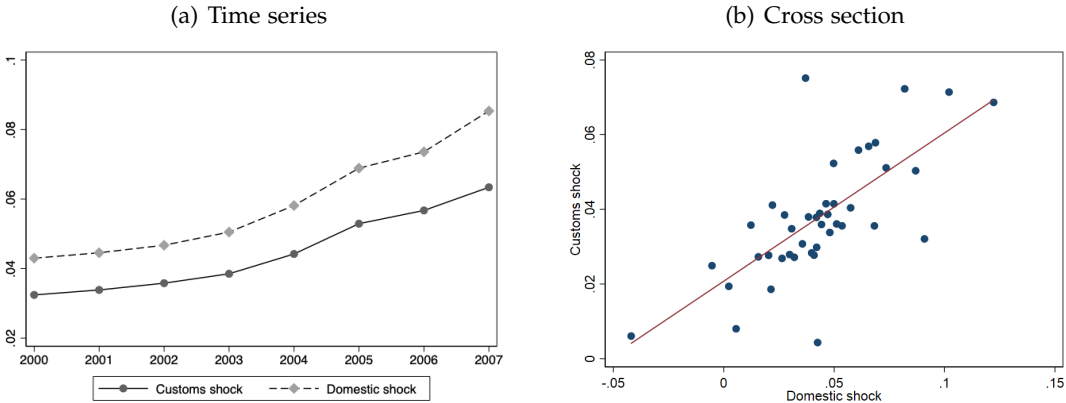 (a) Time series
.1
.08
.06
.04
.02
2000 2001 2002 2003 2004 2005 2006 2007
Customs shock Domestic shock
(b) Cross section
Customs shock
.08
.06
.04
.02
0
-.05 0 .05 .1 .15
Domestic shock